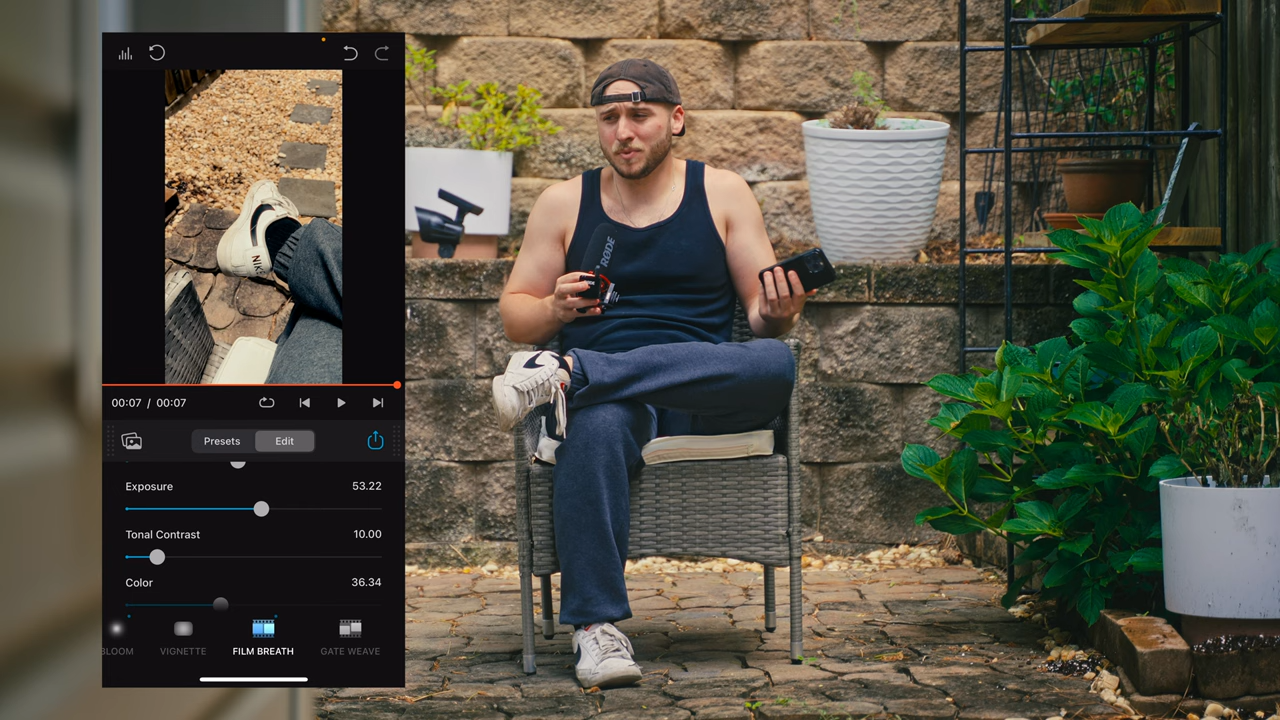 NIKE
00:07 / 00:07
Presets Edit
Exposure 53.22
Tonal Contrast 10.00
Color 36.34
BLOOM VIGNETTE FILM BREATH GATE WEAVE
RØDE